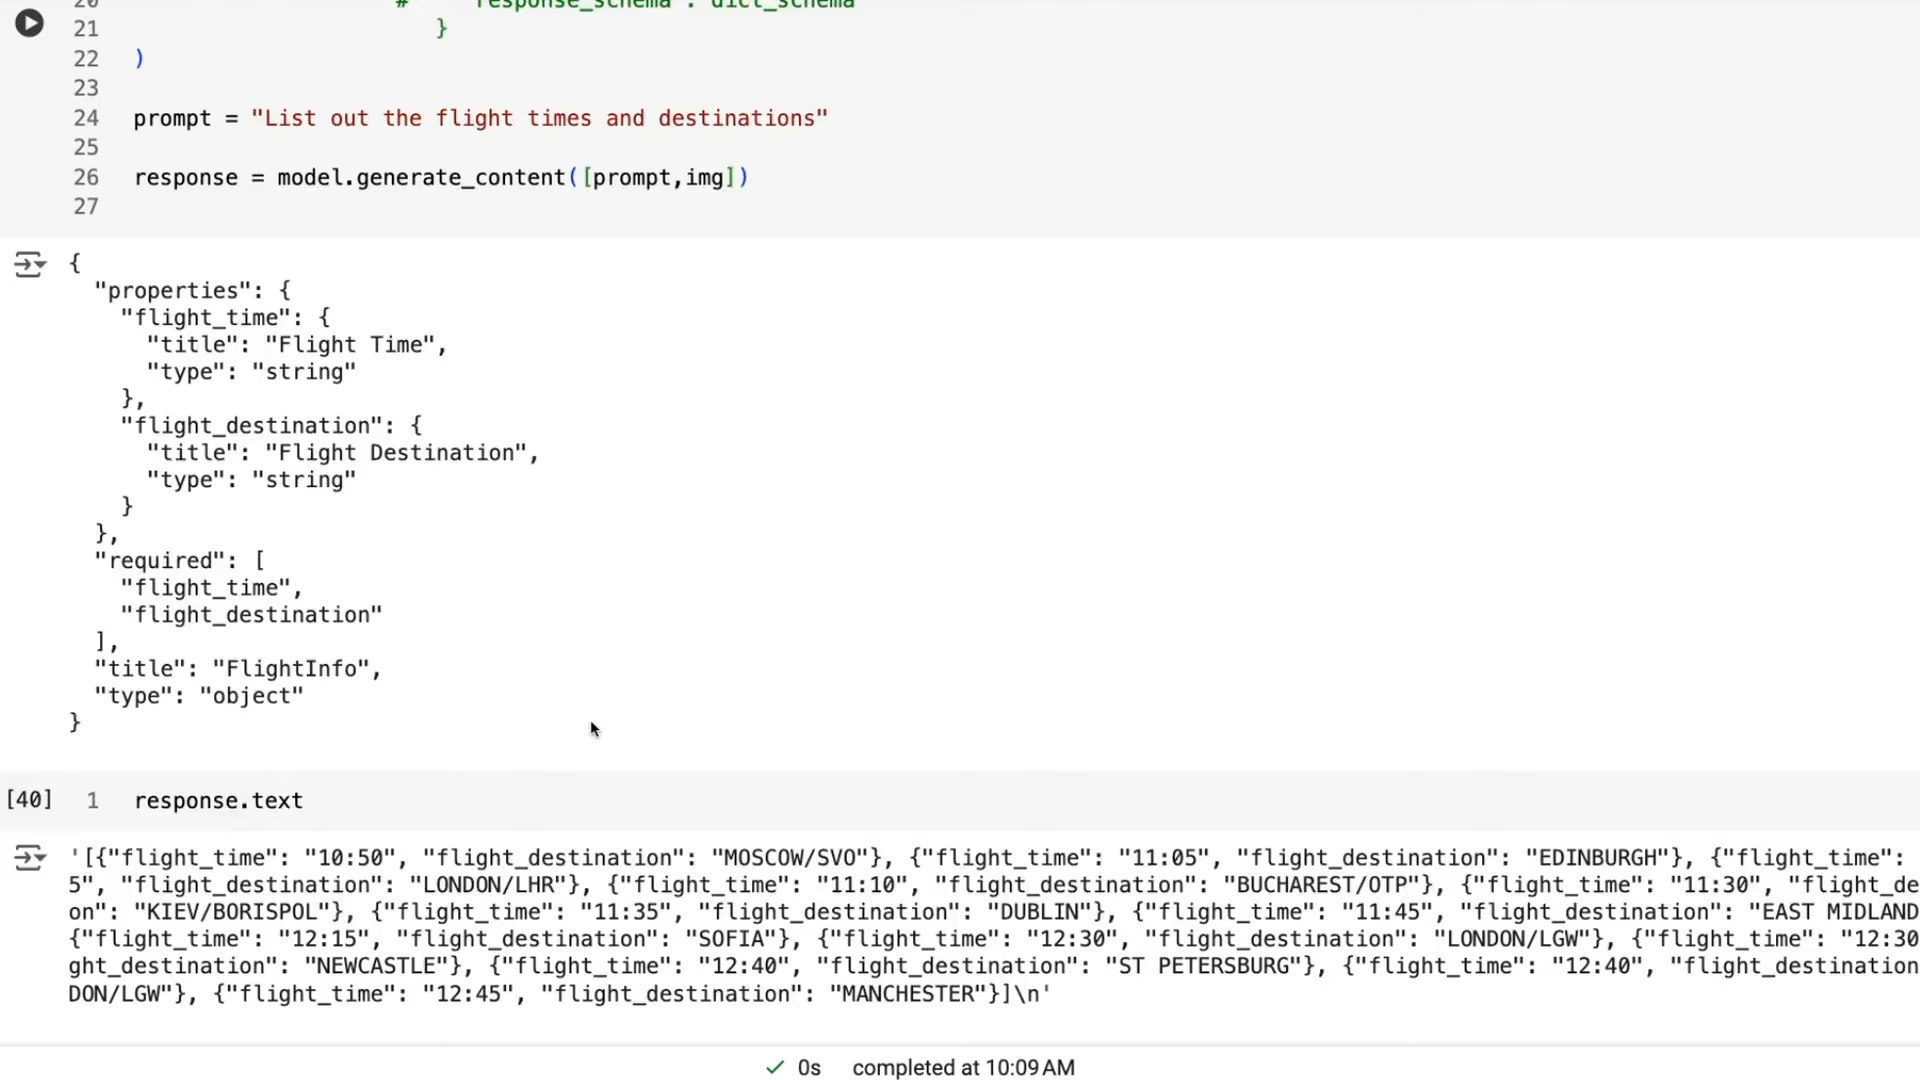 20 # "response_schema": dict_schema
21 }
22 )
23
24 prompt = "List out the flight times and destinations"
25
26 response = model.generate_content([prompt,img])
27
{
"properties": {
"flight_time": {
"title": "Flight Time",
"type": "string"
},
"flight_destination": {
"title": "Flight Destination",
"type": "string"
}
},
"required": [
"flight_time",
"flight_destination"
],
"title": "FlightInfo",
"type": "object"
}
[40] 1 response.text
'[{"flight_time": "10:50", "flight_destination": "MOSCOW/SVO"}, {"flight_time": "11:05", "flight_destination": "EDINBURGH"}, {"flight_time":
5", "flight_destination": "LONDON/LHR"}, {"flight_time": "11:10", "flight_destination": "BUCHAREST/OTP"}, {"flight_time": "11:30", "flight_de
on": "KIEV/BORISPOL"}, {"flight_time": "11:35", "flight_destination": "DUBLIN"}, {"flight_time": "11:45", "flight_destination": "EAST MIDLAND
{"flight_time": "12:15", "flight_destination": "SOFIA"}, {"flight_time": "12:30", "flight_destination": "LONDON/LGW"}, {"flight_time": "12:30
ght_destination": "NEWCASTLE"}, {"flight_time": "12:40", "flight_destination": "ST PETERSBURG"}, {"flight_time": "12:40", "flight_destination
DON/LGW"}, {"flight_time": "12:45", "flight_destination": "MANCHESTER"}]\n'
0s completed at 10:09 AM